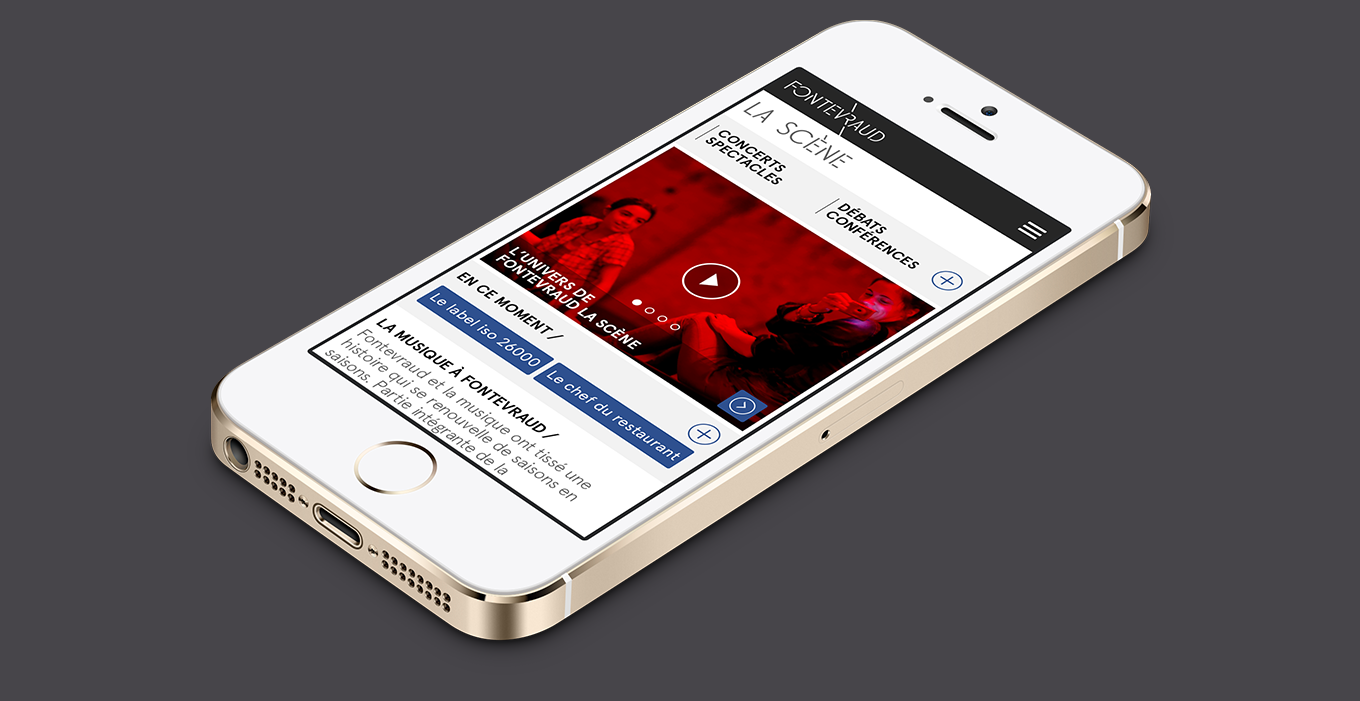 FONTEVRAUD
LA SCÈNE
CONCERTS
SPECTACLES
DÉBATS
CONFÉRENCES
L'UNIVERS DE
FONTEVRAUD LA SCÈNE
EN CE MOMENT /
Le label iso 26000
Le chef du restaurant
LA MUSIQUE À FONTEVRAUD /
Fontevraud et la musique ont tissé une
histoire qui se renouvelle de saisons en
saisons. Partie intégrante de la